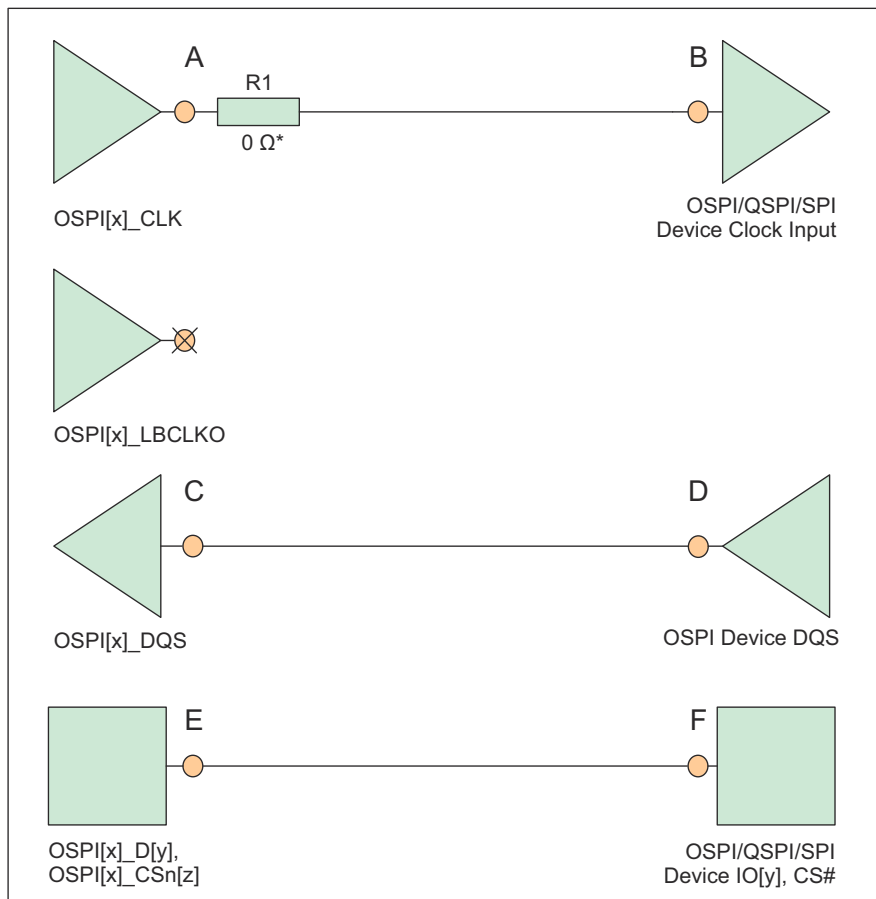 A
B
R1
0 Ω*
OSPI[x]_CLK
OSPI/QSPI/SPI
Device Clock Input
OSPI[x]_LBCLKO
C
D
OSPI[x]_DQS
OSPI Device DQS
E
F
OSPI[x]_D[y],
OSPI[x]_CSn[z]
OSPI/QSPI/SPI
Device IO[y], CS#